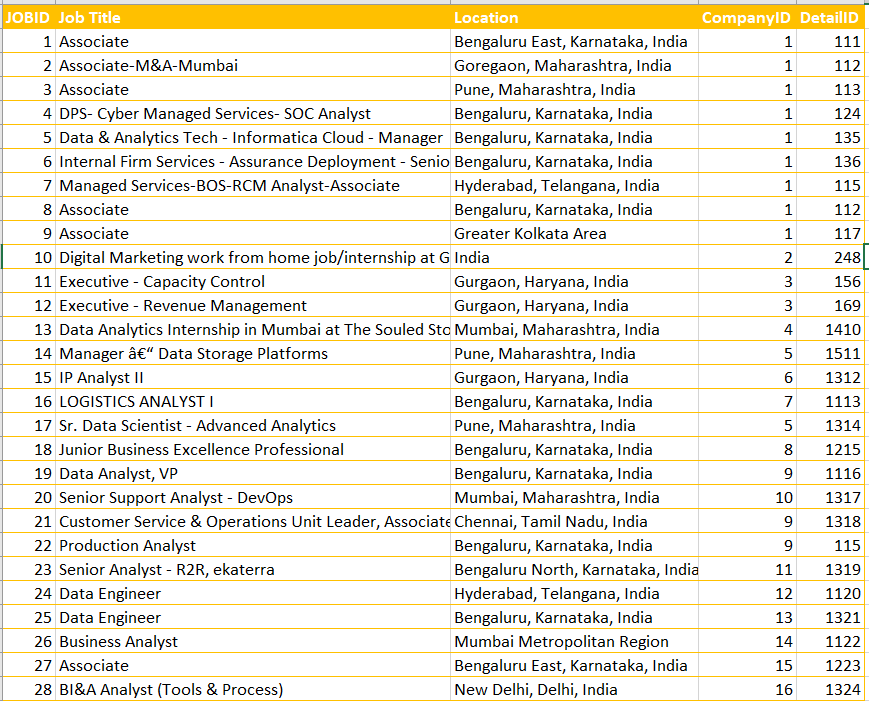 JOBID Job Title Location CompanyID DetailID
1 Associate Bengaluru East, Karnataka, India 1 111
2 Associate-M&A-Mumbai Goregaon, Maharashtra, India 1 112
3 Associate Pune, Maharashtra, India 1 113
4 DPS- Cyber Managed Services- SOC Analyst Bengaluru, Karnataka, India 1 124
5 Data & Analytics Tech - Informatica Cloud - Manager Bengaluru, Karnataka, India 1 135
6 Internal Firm Services - Assurance Deployment - Senio Bengaluru, Karnataka, India 1 136
7 Managed Services-BOS-RCM Analyst-Associate Hyderabad, Telangana, India 1 115
8 Associate Bengaluru, Karnataka, India 1 112
9 Associate Greater Kolkata Area 1 117
10 Digital Marketing work from home job/internship at G India 2 248
11 Executive - Capacity Control Gurgaon, Haryana, India 3 156
12 Executive - Revenue Management Gurgaon, Haryana, India 3 169
13 Data Analytics Internship in Mumbai at The Souled Sto Mumbai, Maharashtra, India 4 1410
14 Manager â€“ Data Storage Platforms Pune, Maharashtra, India 5 1511
15 IP Analyst II Gurgaon, Haryana, India 6 1312
16 LOGISTICS ANALYST I Bengaluru, Karnataka, India 7 1113
17 Sr. Data Scientist - Advanced Analytics Pune, Maharashtra, India 5 1314
18 Junior Business Excellence Professional Bengaluru, Karnataka, India 8 1215
19 Data Analyst, VP Bengaluru, Karnataka, India 9 1116
20 Senior Support Analyst - DevOps Mumbai, Maharashtra, India 10 1317
21 Customer Service & Operations Unit Leader, Associate Chennai, Tamil Nadu, India 9 1318
22 Production Analyst Bengaluru, Karnataka, India 9 115
23 Senior Analyst - R2R, ekaterra Bengaluru North, Karnataka, India 11 1319
24 Data Engineer Hyderabad, Telangana, India 12 1120
25 Data Engineer Bengaluru, Karnataka, India 13 1321
26 Business Analyst Mumbai Metropolitan Region 14 1122
27 Associate Bengaluru East, Karnataka, India 15 1223
28 BI&A Analyst (Tools & Process) New Delhi, Delhi, India 16 1324